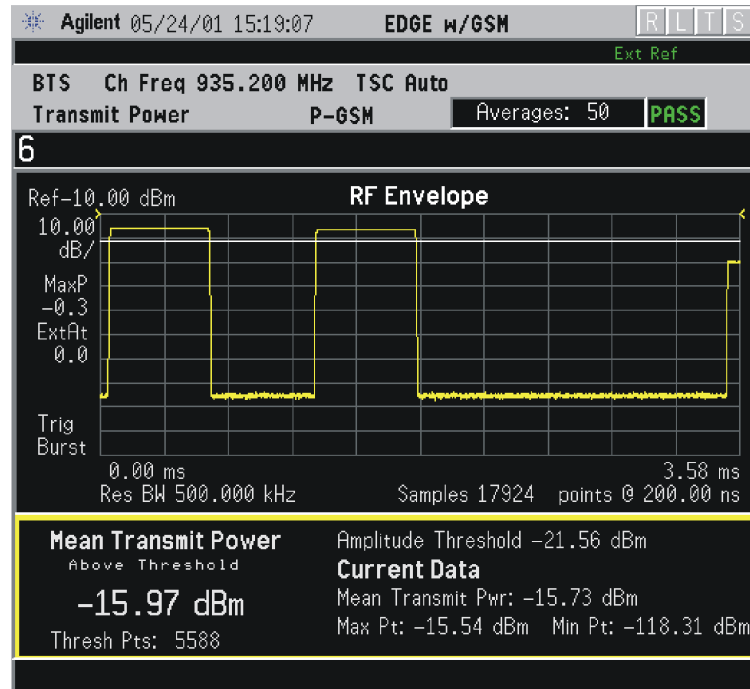 Agilent 05/24/01 15:19:07 EDGE w/GSM R L T S
Ext Ref
BTS Ch Freq 935.200 MHz TSC Auto
Transmit Power P-GSM Averages: 50 PASS
6
Ref-10.00 dBm RF Envelope
10.00
dB/
MaxP
-0.3
ExtAt
0.0
Trig
Burst
0.00 ms 3.58 ms
Res BW 500.000 kHz Samples 17924 points @ 200.00 ns
Mean Transmit Power Amplitude Threshold -21.56 dBm
Above Threshold Current Data
-15.97 dBm Mean Transmit Pwr: -15.73 dBm
Thresh Pts: 5588 Max Pt: -15.54 dBm Min Pt: -118.31 dBm